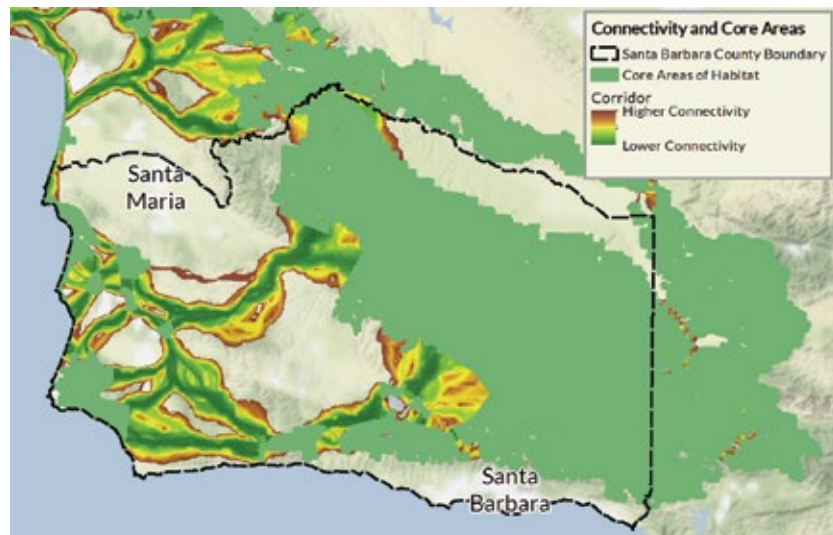 Connectivity and Core Areas
Santa Barbara County Boundary
Core Areas of Habitat
Corridor
Higher Connectivity
Lower Connectivity
Santa
Maria
Santa
Barbara